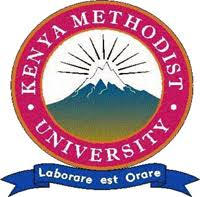 · KENYA METHODIST ·
UNIVERSITY
Laborare est Orare